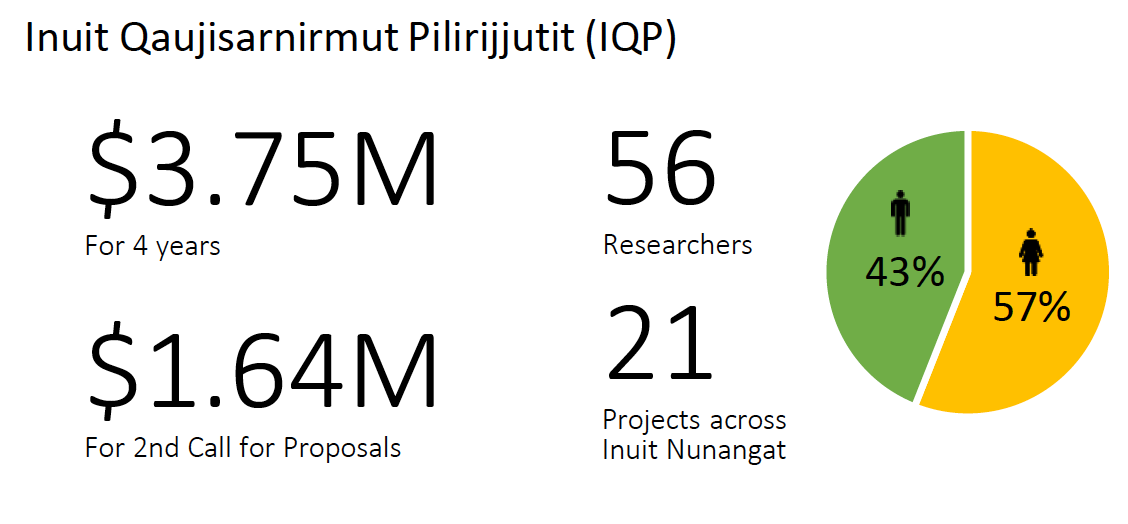 Inuit Qaujisarnirmut Pilirijjutit (IQP)
$3.75M
For 4 years
$1.64M
For 2nd Call for Proposals
56
Researchers
21
Projects across
Inuit Nunangat
43%
57%